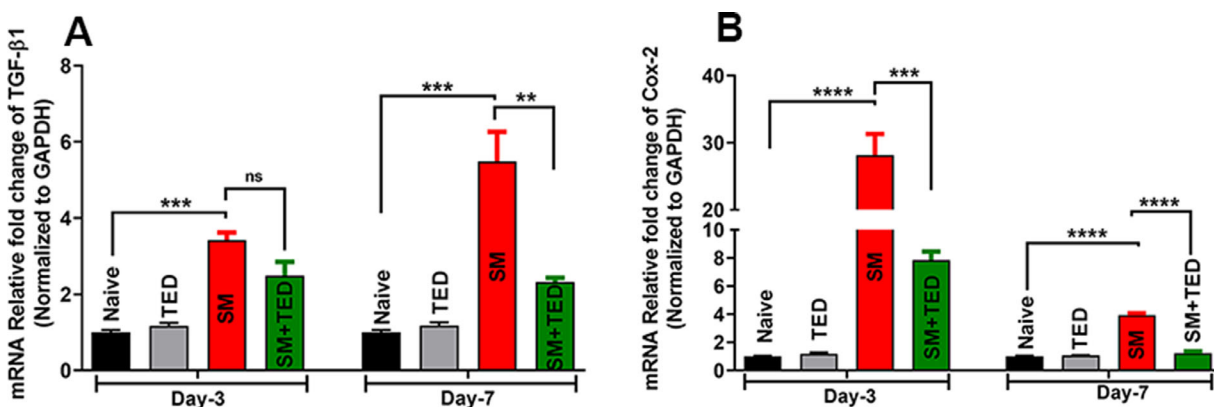 A
mRNA Relative fold change of TGF-β1
(Normalized to GAPDH)
8
6
4
2
0
***
ns
***
**
Naive
TED
SM
SM+TED
Naive
TED
SM
SM+TED
Day-3
Day-7
B
mRNA Relative fold change of Cox-2
(Normalized to GAPDH)
40
30
20
8
6
4
2
0
****
***
****
****
Naive
TED
SM
SM+TED
Naive
TED
SM
SM+TED
Day-3
Day-7